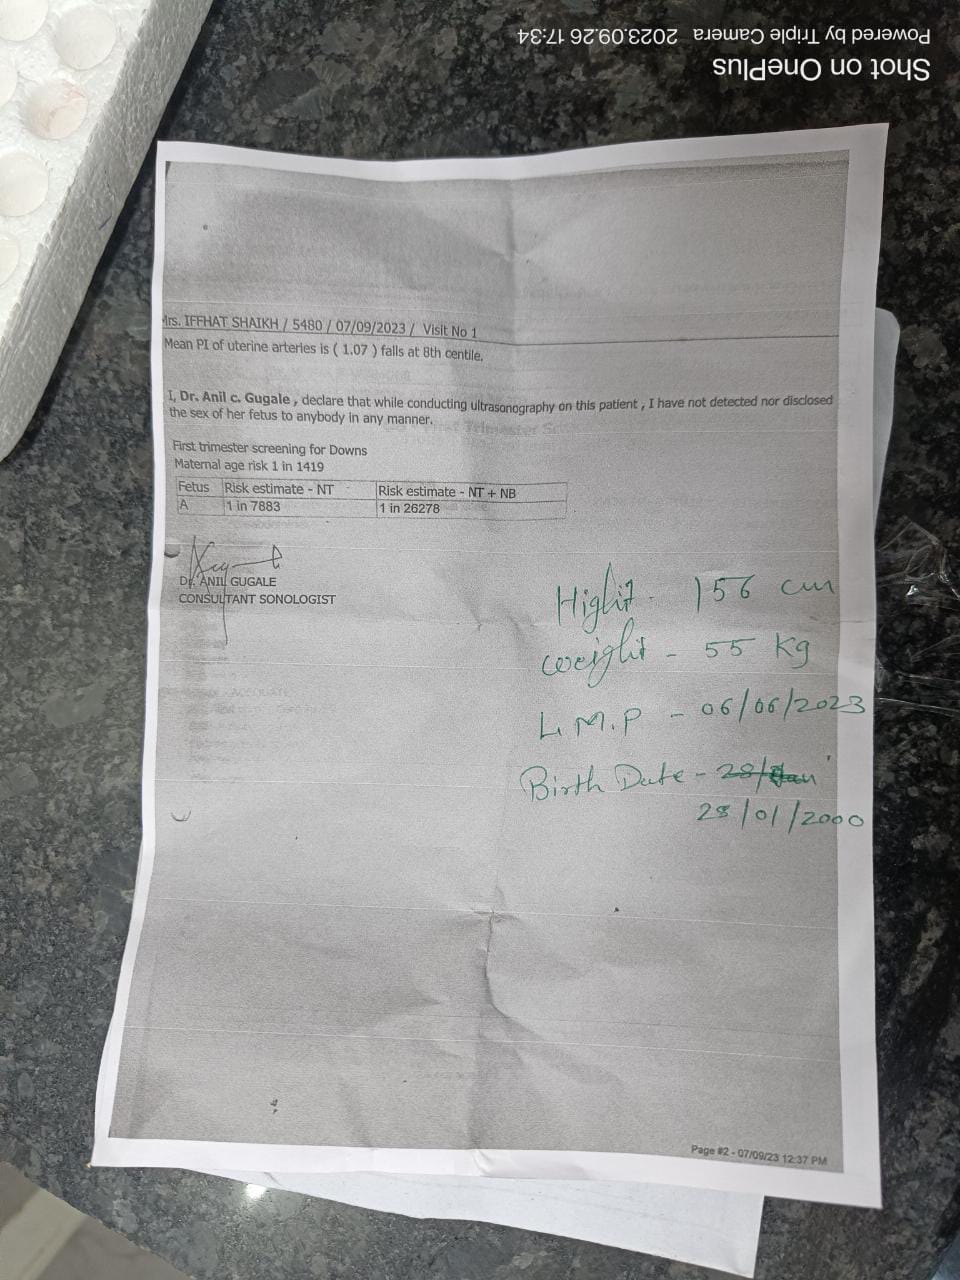 Shot on OnePlus
Powered by Triple Camera 2023.09.26 17:34
Mrs. IFFHAT SHAIKH / 5480 / 07/09/2023 / Visit No 1
Mean PI of uterine arteries is ( 1.07 ) falls at 8th centile.
I, Dr. Anil c. Gugale , declare that while conducting ultrasonography on this patient , I have not detected nor disclosed
the sex of her fetus to anybody in any manner.
First trimester screening for Downs
Maternal age risk 1 in 1419
Fetus Risk estimate - NT Risk estimate - NT + NB
A 1 in 7883 1 in 26278
Dr. ANIL GUGALE
CONSULTANT SONOLOGIST
Highit - 156 cm
weight - 55 Kg
L.M.P - 06/06/2023
Birth Date - 28/Jan
28/01/2000
Page #2 - 07/09/23 12:37 PM